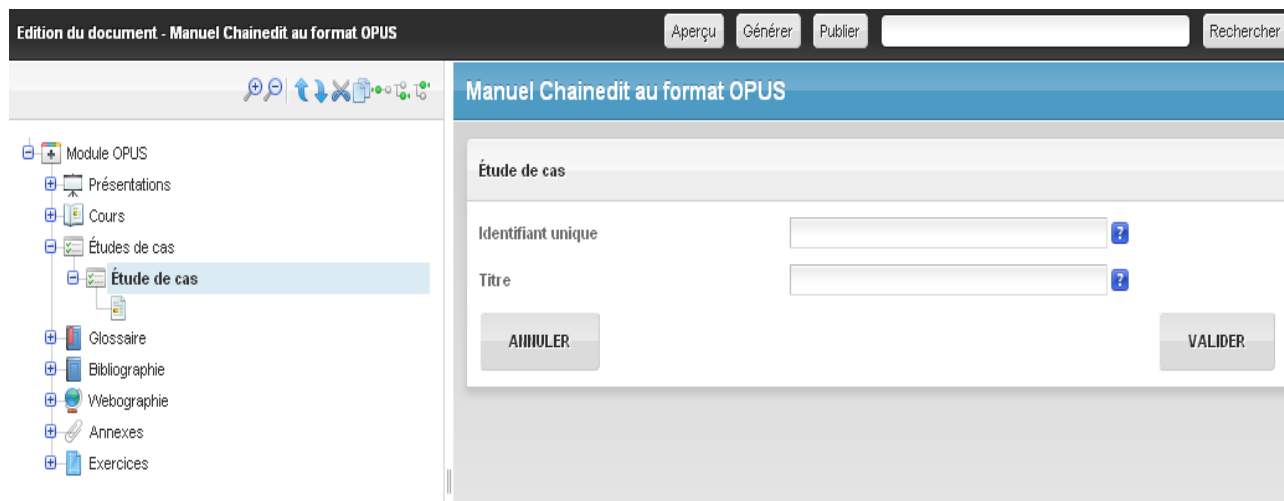 Edition du document - Manuel Chainedit au format OPUS
Aperçu Générer Publier Rechercher
Manuel Chainedit au format OPUS
Module OPUS
Présentations
Cours
Études de cas
Étude de cas
Glossaire
Bibliographie
Webographie
Annexes
Exercices
Étude de cas
Identifiant unique ?
Titre ?
ANNULER VALIDER